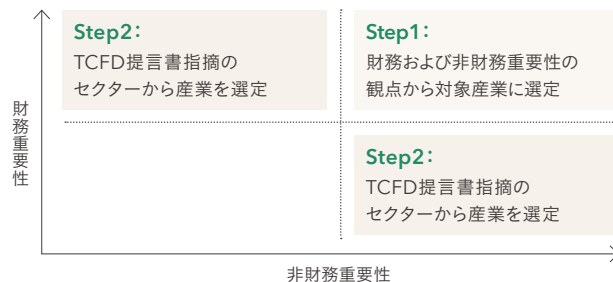 Step2：
TCFD提言書指摘の
セクターから産業を選定
Step1：
財務および非財務重要性の
観点から対象産業に選定
財務重要性
Step2：
TCFD提言書指摘の
セクターから産業を選定
非財務重要性